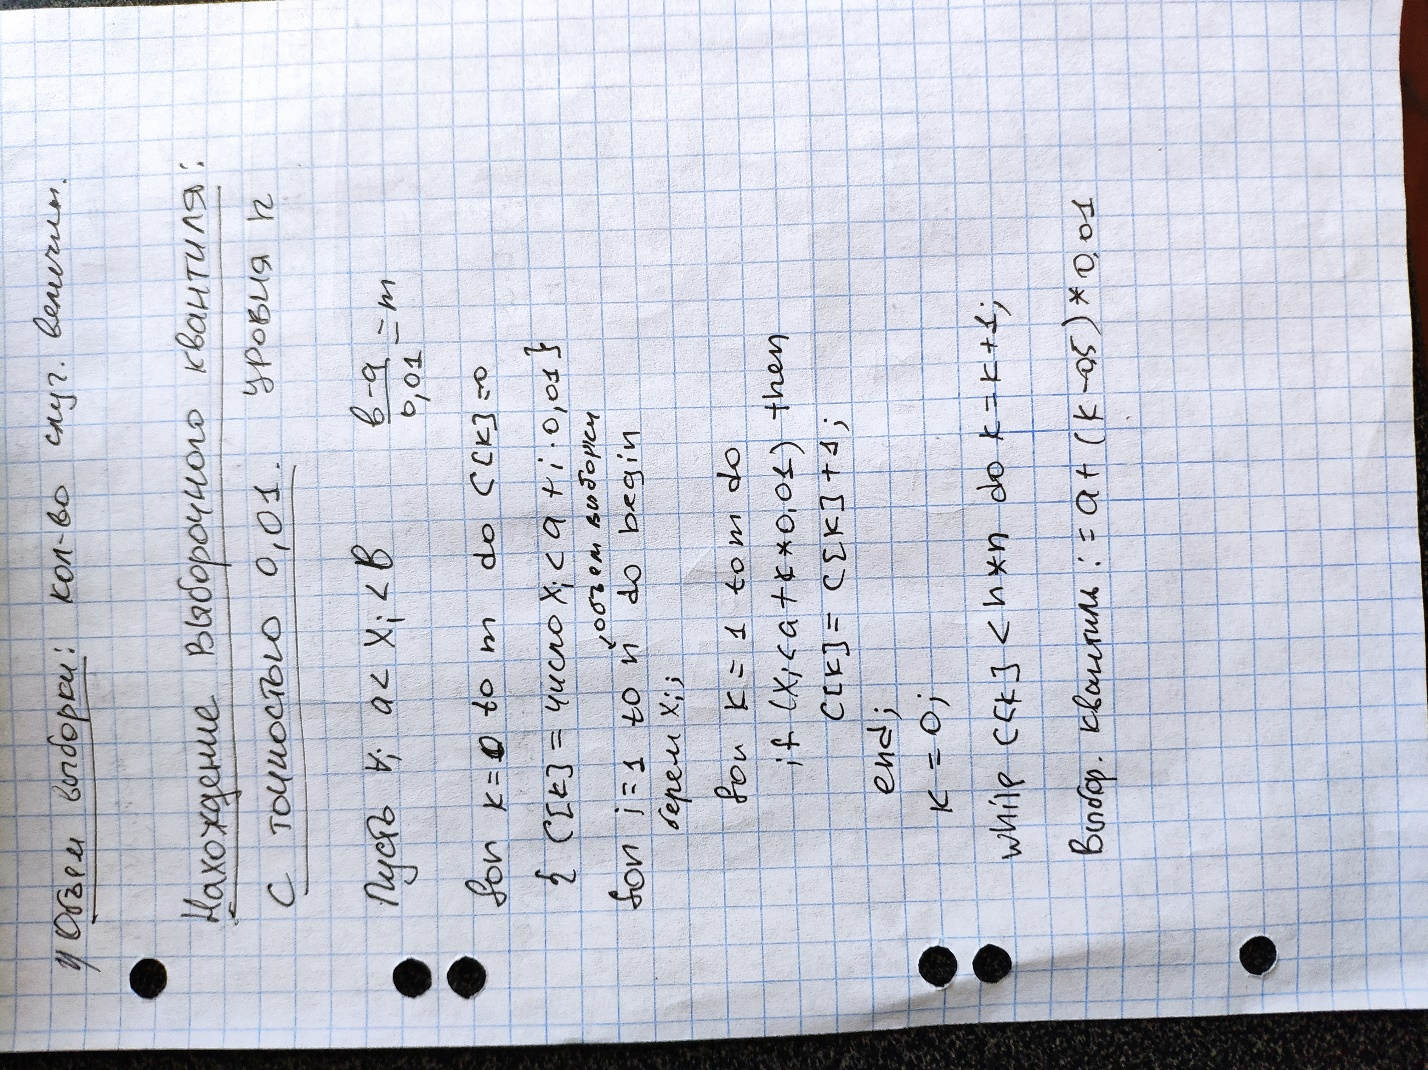 Объем выборки: кол-во случ. величин.
Нахождение выборочного квантиля:
с точностью 0,01. уровня h
Пусть ∀i a< Xi < B (в-a)/0,01 = m
for k=0 to m do C[k]=0
{ C[k] = число Xi < a + i · 0,01 }
объем выборки
for i=1 to n do begin
берем Xi;
for k = 1 to m do
if (Xi < a + k * 0,01) then
C[k] = C[k] + 1;
end;
k = 0;
while C[k] < h*n do k = k+1;
Выбор. квантиль := a + (k-0,5) * 0,01